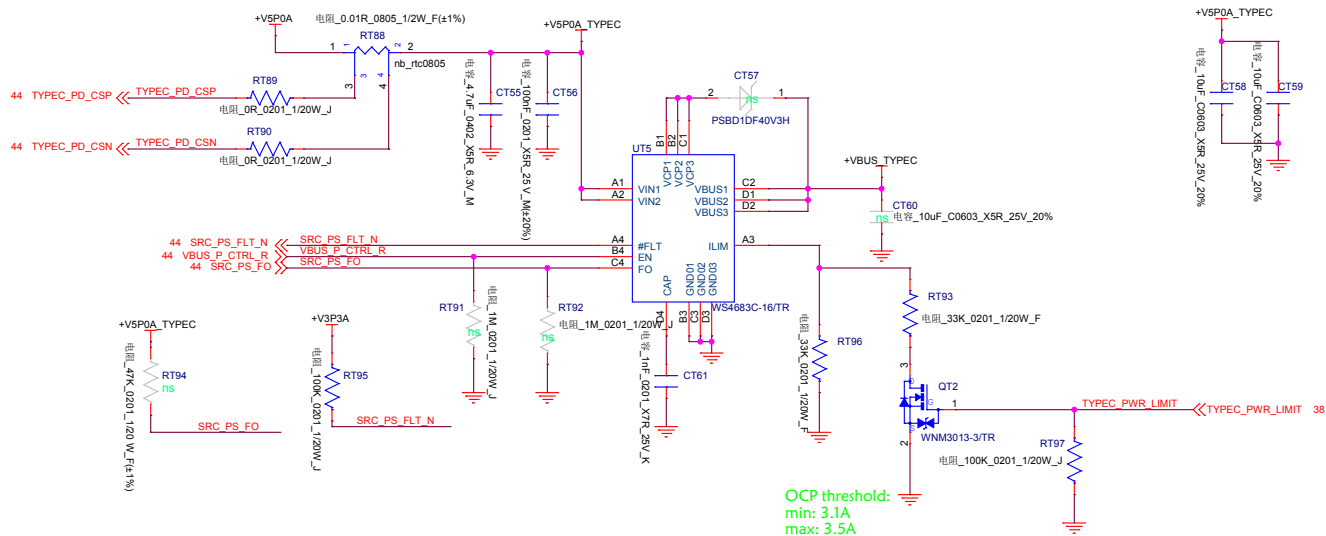 +V5P0A
电阻_0.01R_0805_1/2W_F(±1%)
RT88
1
2
1
2
nb_rtc0805
3
4
3
4
+V5P0A_TYPEC
44 TYPEC_PD_CSP
TYPEC_PD_CSP
RT89
电阻_0R_0201_1/20W_J
44 TYPEC_PD_CSN
TYPEC_PD_CSN
RT90
电阻_0R_0201_1/20W_J
CT55
电容_4.7uF_0402_X5R_6.3V_M
CT56
电容_100nF_0201_X5R_25 V_M(±20%)
CT57
2
1
ns
PSBD1DF40V3H
+V5P0A_TYPEC
CT58
电容_10uF_C0603_X5R_25V_20%
CT59
电容_10uF_C0603_X5R_25V_20%
UT5
B1
B2
C1
VCP1
VCP2
VCP3
A1
A2
VIN1
VIN2
VBUS1
VBUS2
VBUS3
C2
D1
D2
+VBUS_TYPEC
CT60
ns
电容_10uF_C0603_X5R_25V_20%
44 SRC_PS_FLT_N
SRC_PS_FLT_N
44 VBUS_P_CTRL_R
VBUS_P_CTRL_R
44 SRC_PS_FO
SRC_PS_FO
A4
B4
C4
#FLT
EN
FO
ILIM
A3
CAP
GND01
GND02
GND03
WS4683C-16/TR
D4
B3
C3
D3
RT91
ns
电阻_1M_0201_1/20W_J
RT92
ns
电阻_1M_0201_1/20W_J
CT61
电容_1nF_0201_X7R_25V_K
RT93
电阻_33K_0201_1/20W_F
RT96
电阻_33K_0201_1/20W_F
+V5P0A_TYPEC
RT94
ns
电阻_47K_0201_1/20 W_F(±1%)
SRC_PS_FO
+V3P3A
RT95
电阻_100K_0201_1/20W_J
SRC_PS_FLT_N
3
D
G
S
QT2
1
2
WNM3013-3/TR
TYPEC_PWR_LIMIT
TYPEC_PWR_LIMIT 38
RT97
电阻_100K_0201_1/20W_J
OCP threshold:
min: 3.1A
max: 3.5A